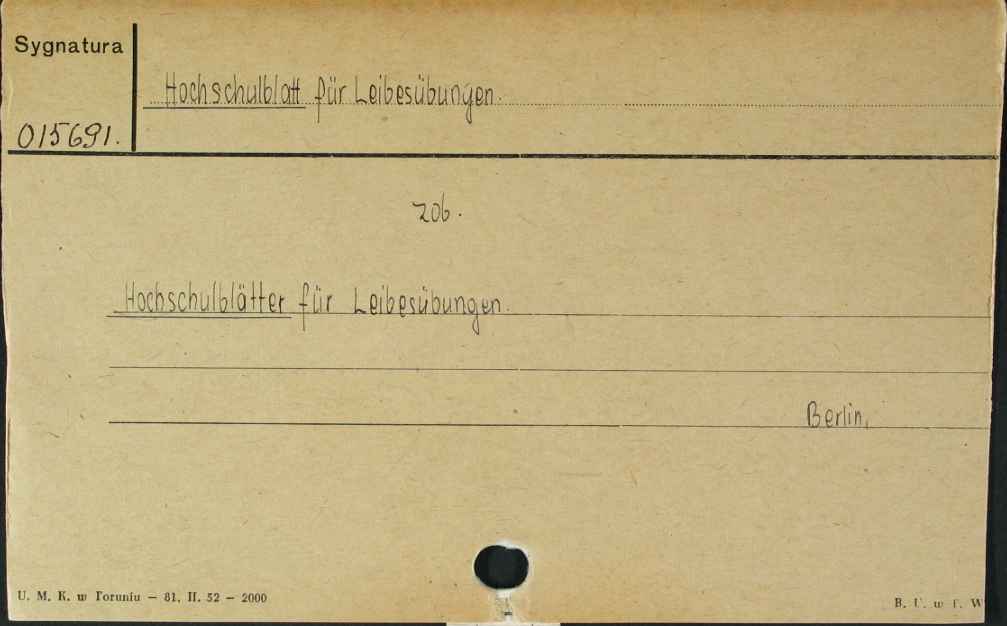 Sygnatura
Hochschulblatt für Leibesübungen.
015691.
zob.
Hochschulblätter für Leibesübungen.
Berlin,
U. M. K. w Toruniu – 81. II. 52 – 2000
B. U. w T. W